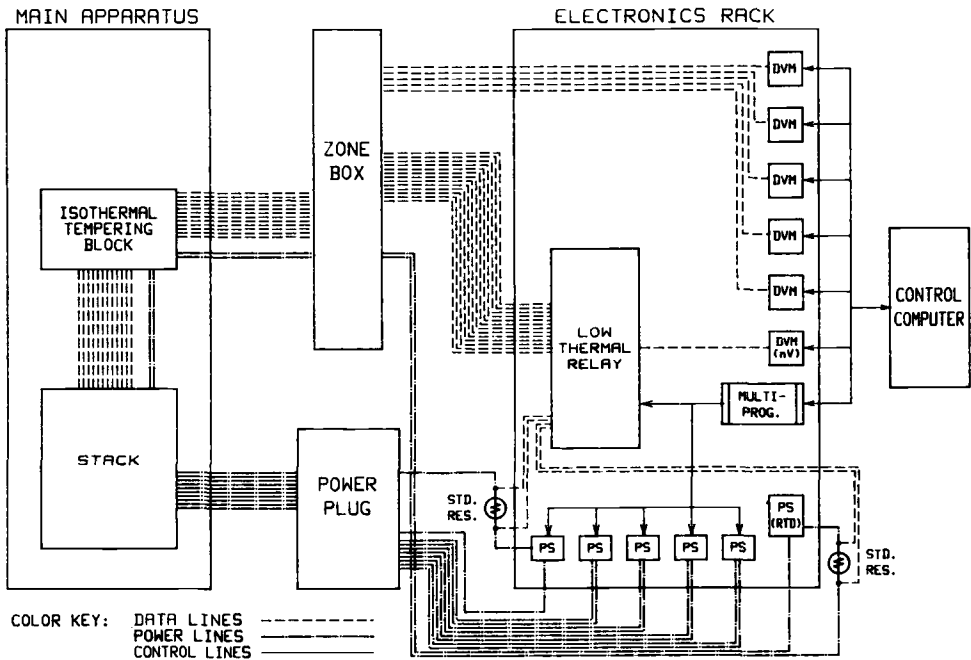 MAIN APPARATUS
ELECTRONICS RACK
ZONE
BOX
ISOTHERMAL
TEMPERING
BLOCK
STACK
POWER
PLUG
STD.
RES.
LOW
THERMAL
RELAY
DVM
DVM
DVM
DVM
DVM
DVM
(nV)
MULTI-
PROG.
PS
PS
PS
PS
PS
PS
(RTD)
STD.
RES.
CONTROL
COMPUTER
COLOR KEY: DATA LINES
POWER LINES
CONTROL LINES